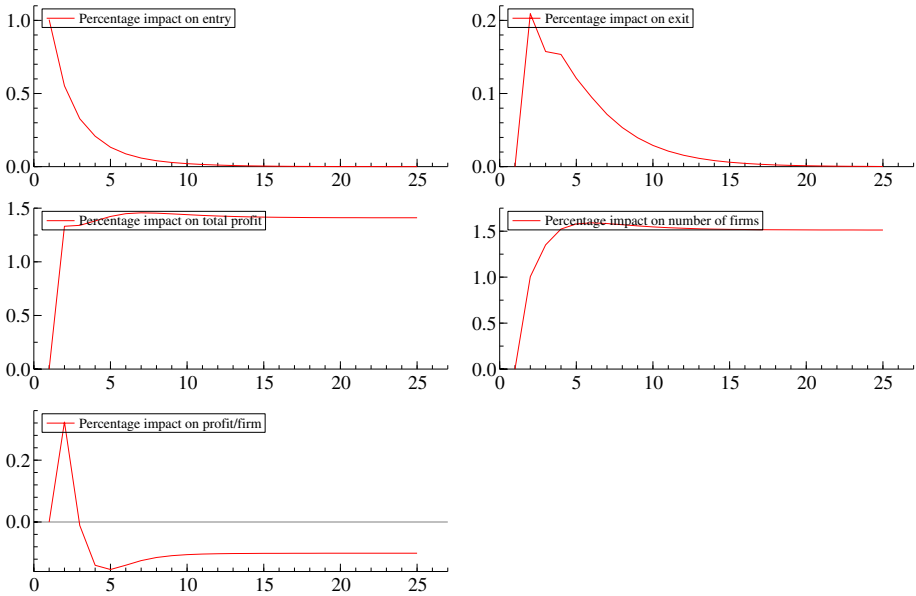 Percentage impact on entry
1.0
0.5
0.0
0 5 10 15 20 25
Percentage impact on exit
0.2
0.1
0.0
0 5 10 15 20 25
Percentage impact on total profit
1.5
1.0
0.5
0.0
0 5 10 15 20 25
Percentage impact on number of firms
1.5
1.0
0.5
0.0
0 5 10 15 20 25
Percentage impact on profit/firm
0.2
0.0
0 5 10 15 20 25